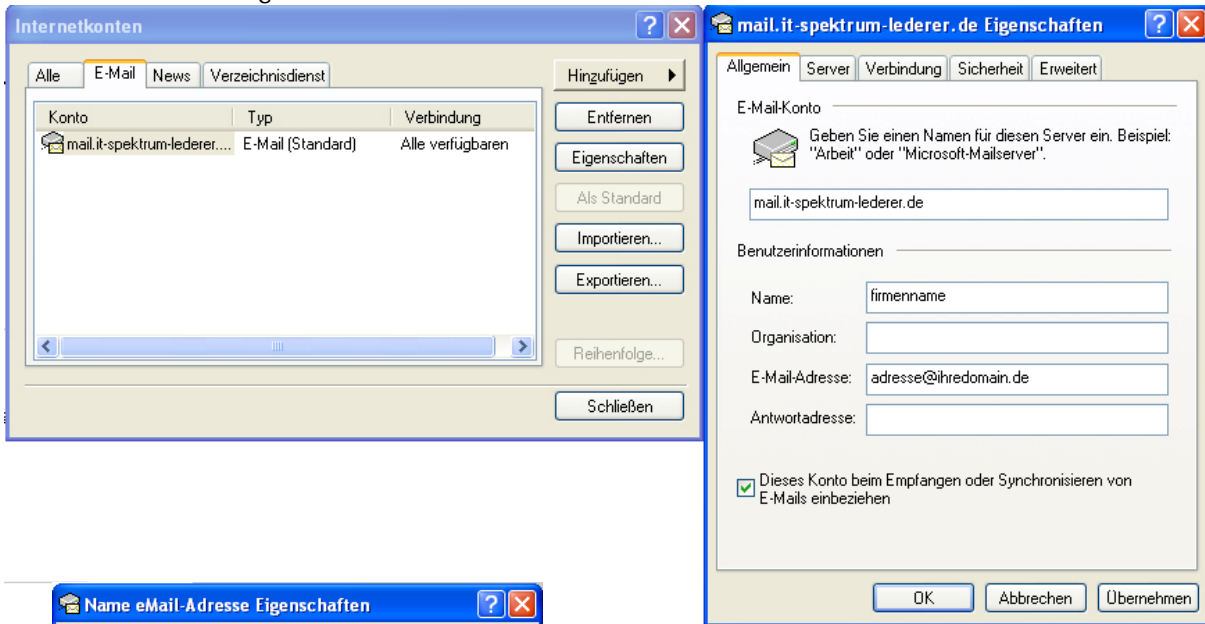 Internetkonten
Alle E-Mail News Verzeichnisdienst
Hinzufügen
Konto Typ Verbindung
mail.it-spektrum-lederer.... E-Mail (Standard) Alle verfügbaren
Entfernen
Eigenschaften
Als Standard
Importieren...
Exportieren...
Reihenfolge...
Schließen
mail.it-spektrum-lederer.de Eigenschaften
Allgemein Server Verbindung Sicherheit Erweitert
E-Mail-Konto
Geben Sie einen Namen für diesen Server ein. Beispiel:
"Arbeit" oder "Microsoft-Mailserver".
mail.it-spektrum-lederer.de
Benutzerinformationen
Name: firmenname
Organisation:
E-Mail-Adresse: adresse@ihredomain.de
Antwortadresse:
Dieses Konto beim Empfangen oder Synchronisieren von
E-Mails einbeziehen
OK Abbrechen Übernehmen
Name eMail-Adresse Eigenschaften